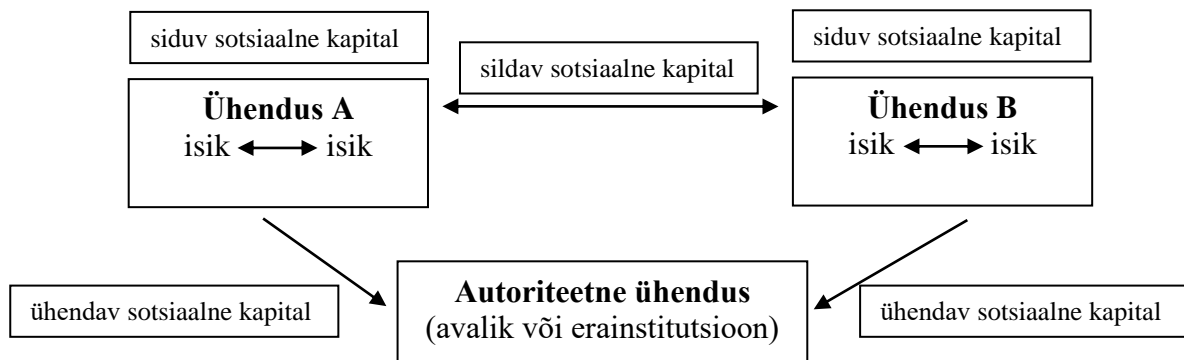 siduv sotsiaalne kapital
siduv sotsiaalne kapital
sildav sotsiaalne kapital
Ühendus A
isik isik
Ühendus B
isik isik
Autoriteetne ühendus
(avalik või erainstitutsioon)
ühendav sotsiaalne kapital
ühendav sotsiaalne kapital